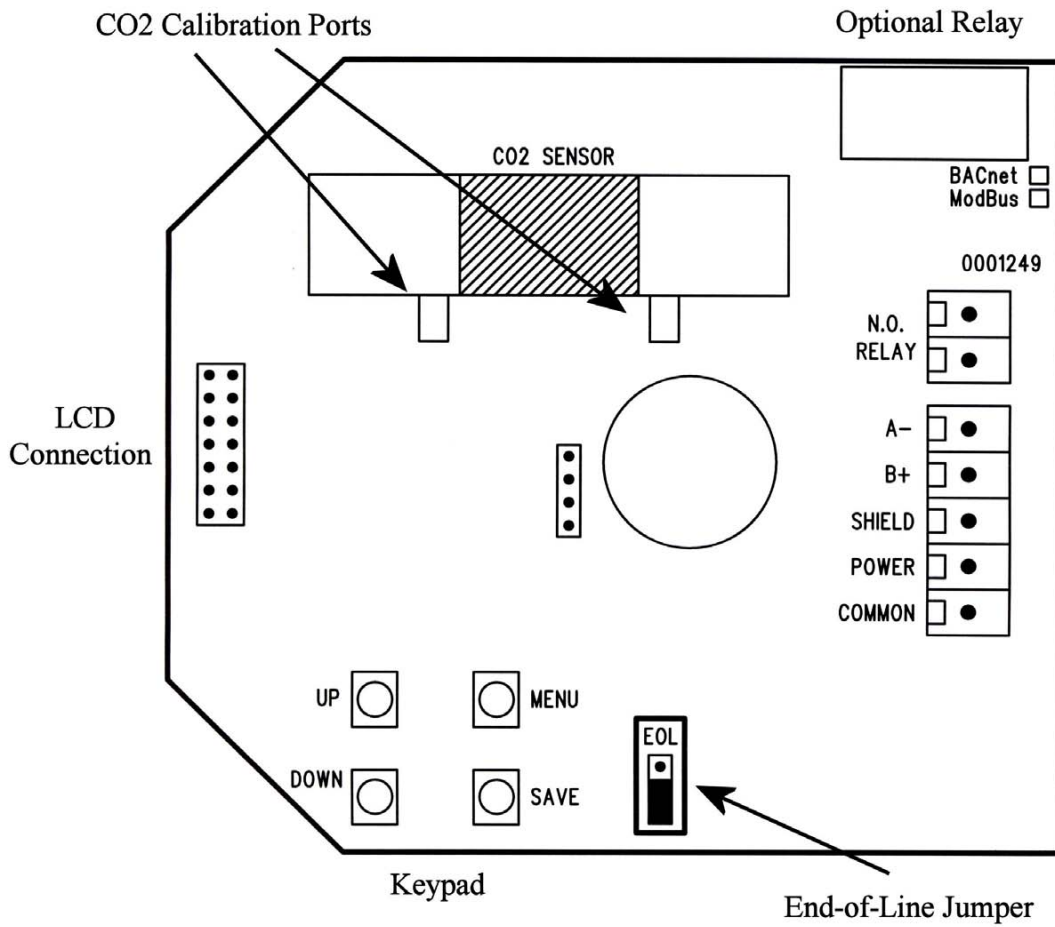 CO2 Calibration Ports
Optional Relay
CO2 SENSOR
BACnet
ModBus
0001249
N.O.
RELAY
LCD
Connection
A-
B+
SHIELD
POWER
COMMON
UP
MENU
EOL
DOWN
SAVE
Keypad
End-of-Line Jumper